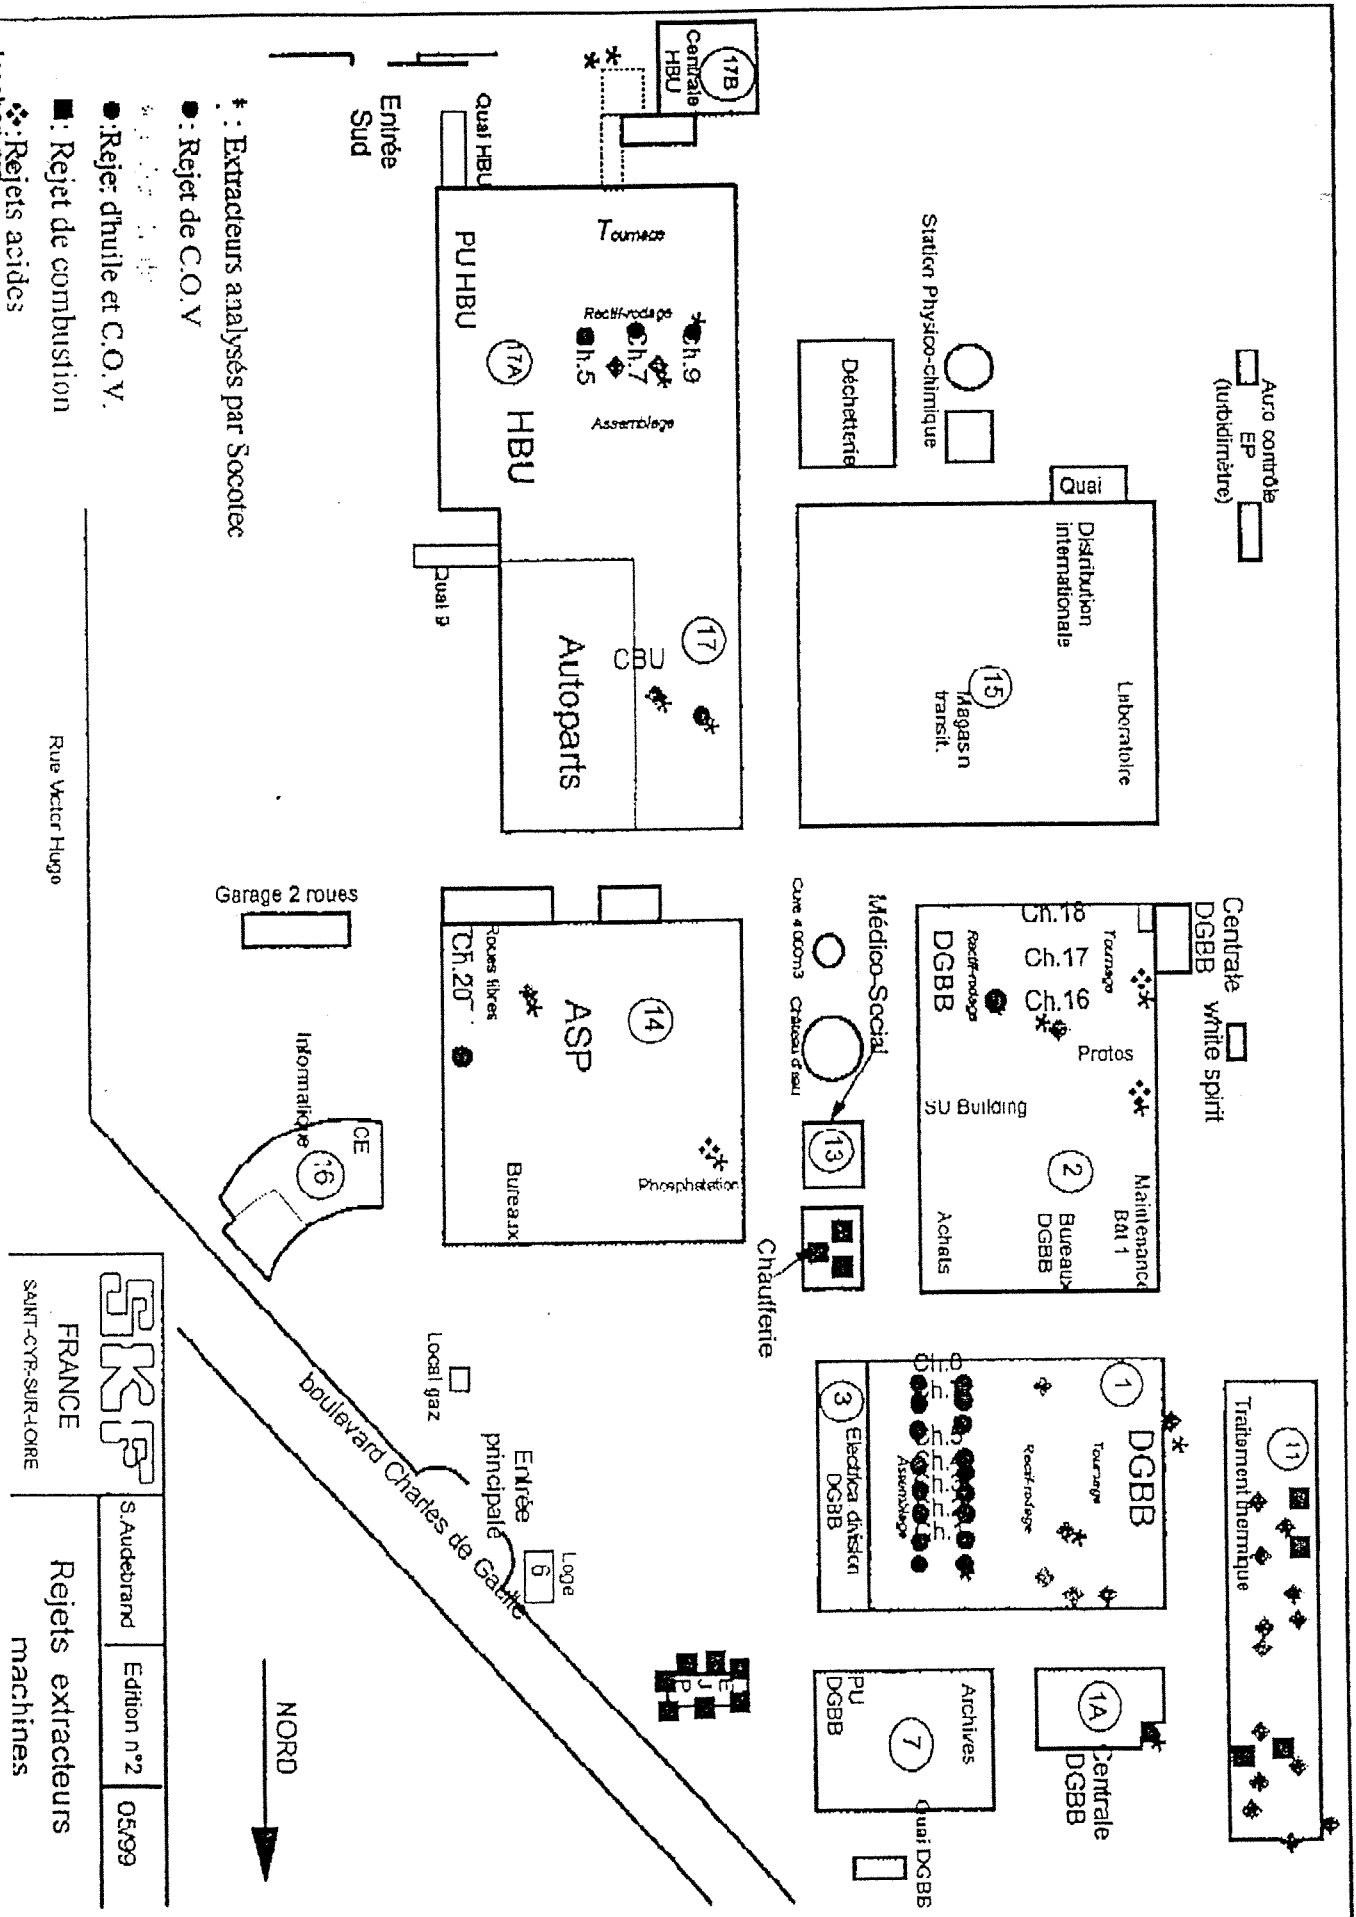 Auto contrôle
EP
(turbidimètre)
Station Physico-chimique
Déchetterie
Quai
Distribution
internationale
Laboratoire
15
Magasn
transit.
17B
Centrale
HBU
Quai HBU
Entrée
Sud
Tournage
Rectif-rodage
Ch.9
Ch.7
Ch.5
Assemblage
PU HBU
17A
HBU
Quai 9
17
CBU
Autoparts
* : Extracteurs analysés par Socotec
: Rejet de C.O.V
: Rejet d'huile et C.O.V.
: Rejet de combustion
: Rejets acides
Rue Victor Hugo
Garage 2 roues
Centrale
DGBB
white spirit
Médico-Social
Cuve 4 000m3
Château d'eau
Ch.18
Ch.17
Ch.16
Tournage
Rectif-rodage
DGBB
Protos
SU Building
2
Maintenance
Bât 1
Bureaux
DGBB
Achats
13
Chaufferie
14
ASP
Roues libres
Ch.20
Phosphatation
Bureaux
Informatique
CE
16
Local gaz
Entrée
principale
Loge
6
boulevard Charles de Gaulle
11
Traitement thermique
1
DGBB
Tournage
Rectif-rodage
Assemblage
3
Electrica division
DGBB
1A
Centrale
DGBB
Archives
7
PU
DGBB
Quai DGBB
E
J
P
NORD
SKF
FRANCE
SAINT-CYR-SUR-LOIRE
S.Audebrand
Edition n°2
05/99
Rejets extracteurs
machines